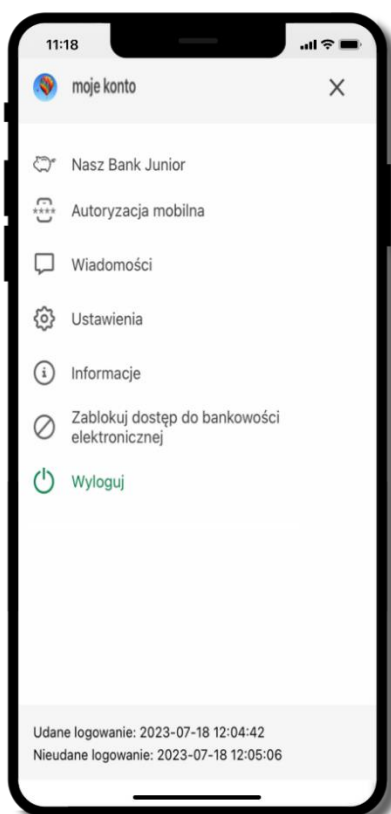 11:18
moje konto
Nasz Bank Junior
****
Autoryzacja mobilna
Wiadomości
Ustawienia
i
Informacje
Zablokuj dostęp do bankowości
elektronicznej
Wyloguj
Udane logowanie: 2023-07-18 12:04:42
Nieudane logowanie: 2023-07-18 12:05:06